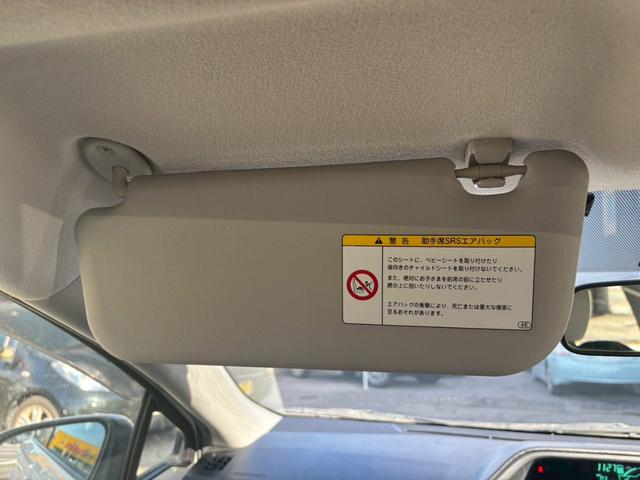 警告 助手席SRSエアバッグ
このシートに、ベビーシートを取り付けたり
後向きのチャイルドシートを取り付けないでください。
また、絶対にお子さまを前席の前に立たせたり
膝の上に抱いたりしないでください。
エアバッグの衝撃により、死亡または重大な傷害に
至るおそれがあります。
4E
11:27